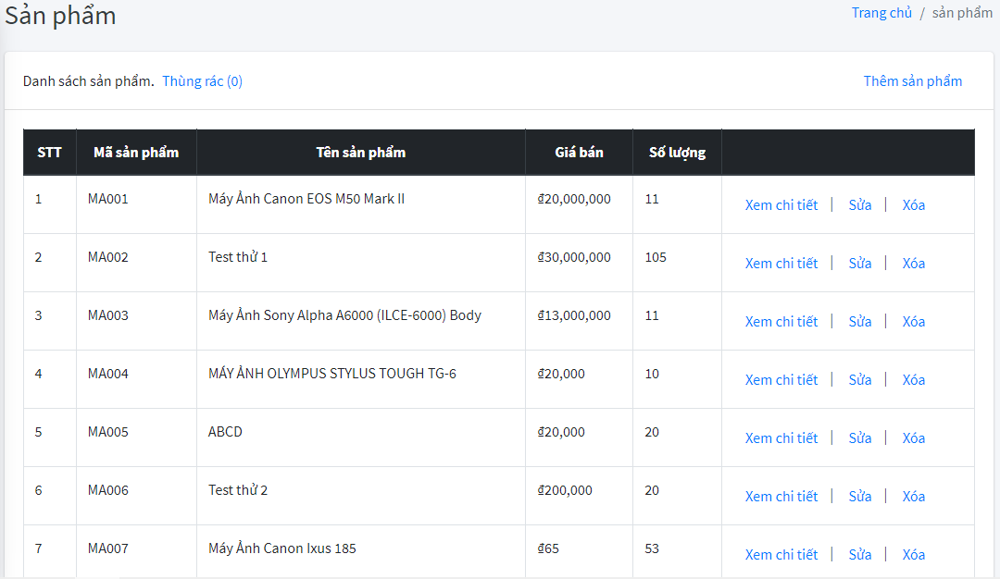 Sản phẩm
Trang chủ / sản phẩm
Danh sách sản phẩm. Thùng rác (0)
Thêm sản phẩm
STT Mã sản phẩm Tên sản phẩm Giá bán Số lượng
1 MA001 Máy Ảnh Canon EOS M50 Mark II ₫20,000,000 11 Xem chi tiết | Sửa | Xóa
2 MA002 Test thử 1 ₫30,000,000 105 Xem chi tiết | Sửa | Xóa
3 MA003 Máy Ảnh Sony Alpha A6000 (ILCE-6000) Body ₫13,000,000 11 Xem chi tiết | Sửa | Xóa
4 MA004 MÁY ẢNH OLYMPUS STYLUS TOUGH TG-6 ₫20,000 10 Xem chi tiết | Sửa | Xóa
5 MA005 ABCD ₫20,000 20 Xem chi tiết | Sửa | Xóa
6 MA006 Test thử 2 ₫200,000 20 Xem chi tiết | Sửa | Xóa
7 MA007 Máy Ảnh Canon Ixus 185 ₫65 53 Xem chi tiết | Sửa | Xóa